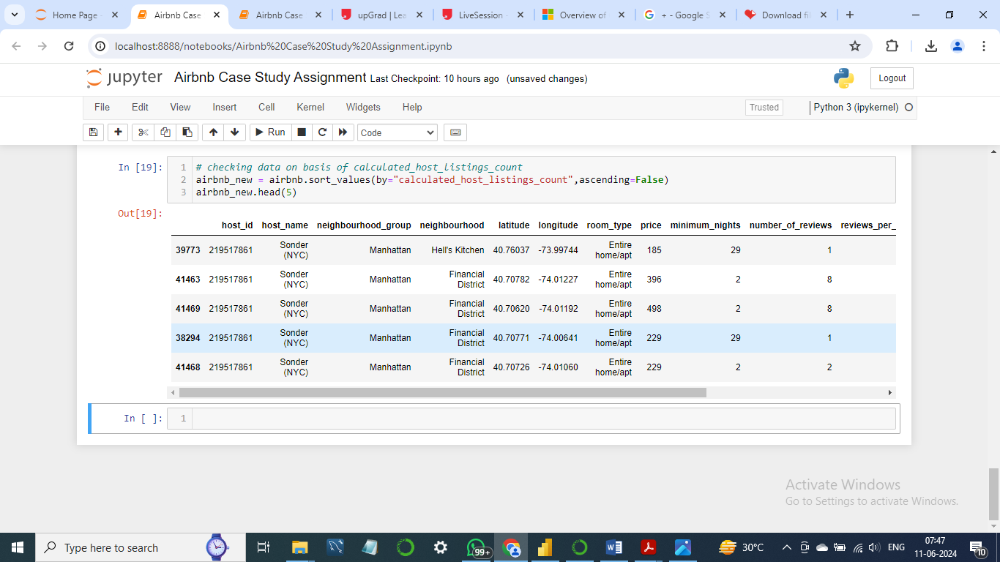 Home Page
Airbnb Case
Airbnb Case
upGrad | Lea
LiveSession -
Overview of
+ - Google S
Download fil
localhost:8888/notebooks/Airbnb%20Case%20Study%20Assignment.ipynb
jupyter Airbnb Case Study Assignment Last Checkpoint: 10 hours ago (unsaved changes)
Logout
File Edit View Insert Cell Kernel Widgets Help
Trusted
Python 3 (ipykernel)
Run
Code
In [19]:
1 # checking data on basis of calculated_host_listings_count
2 airbnb_new = airbnb.sort_values(by="calculated_host_listings_count",ascending=False)
3 airbnb_new.head(5)
Out[19]:
host_id host_name neighbourhood_group neighbourhood latitude longitude room_type price minimum_nights number_of_reviews reviews_per_
39773 219517861 Sonder (NYC) Manhattan Hell's Kitchen 40.76037 -73.99744 Entire home/apt 185 29 1
41463 219517861 Sonder (NYC) Manhattan Financial District 40.70782 -74.01227 Entire home/apt 396 2 8
41469 219517861 Sonder (NYC) Manhattan Financial District 40.70620 -74.01192 Entire home/apt 498 2 8
38294 219517861 Sonder (NYC) Manhattan Financial District 40.70771 -74.00641 Entire home/apt 229 29 1
41468 219517861 Sonder (NYC) Manhattan Financial District 40.70726 -74.01060 Entire home/apt 229 2 2
In [ ]:
1
Activate Windows
Go to Settings to activate Windows.
Type here to search
99+
30°C
ENG
07:47
11-06-2024
10